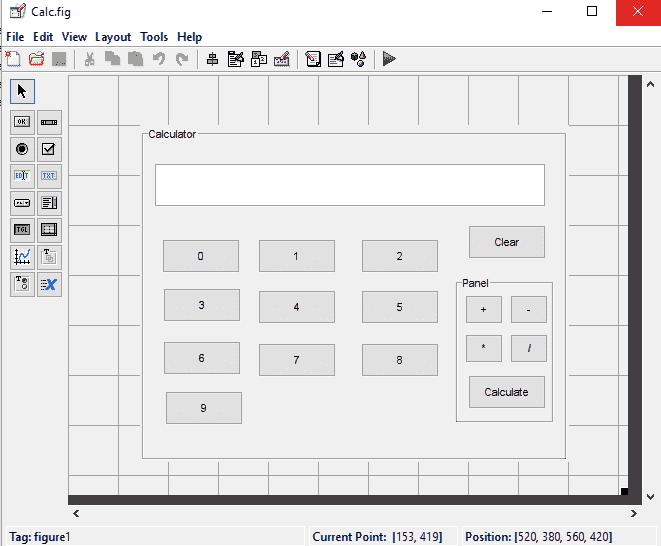 Calc.fig
File Edit View Layout Tools Help
OK
EDIT TXT
TGL
Calculator
Clear
0 1 2
Panel
3 4 5
+ -
* /
6 7 8
Calculate
9
Tag: figure1 Current Point: [153, 419] Position: [520, 380, 560, 420]